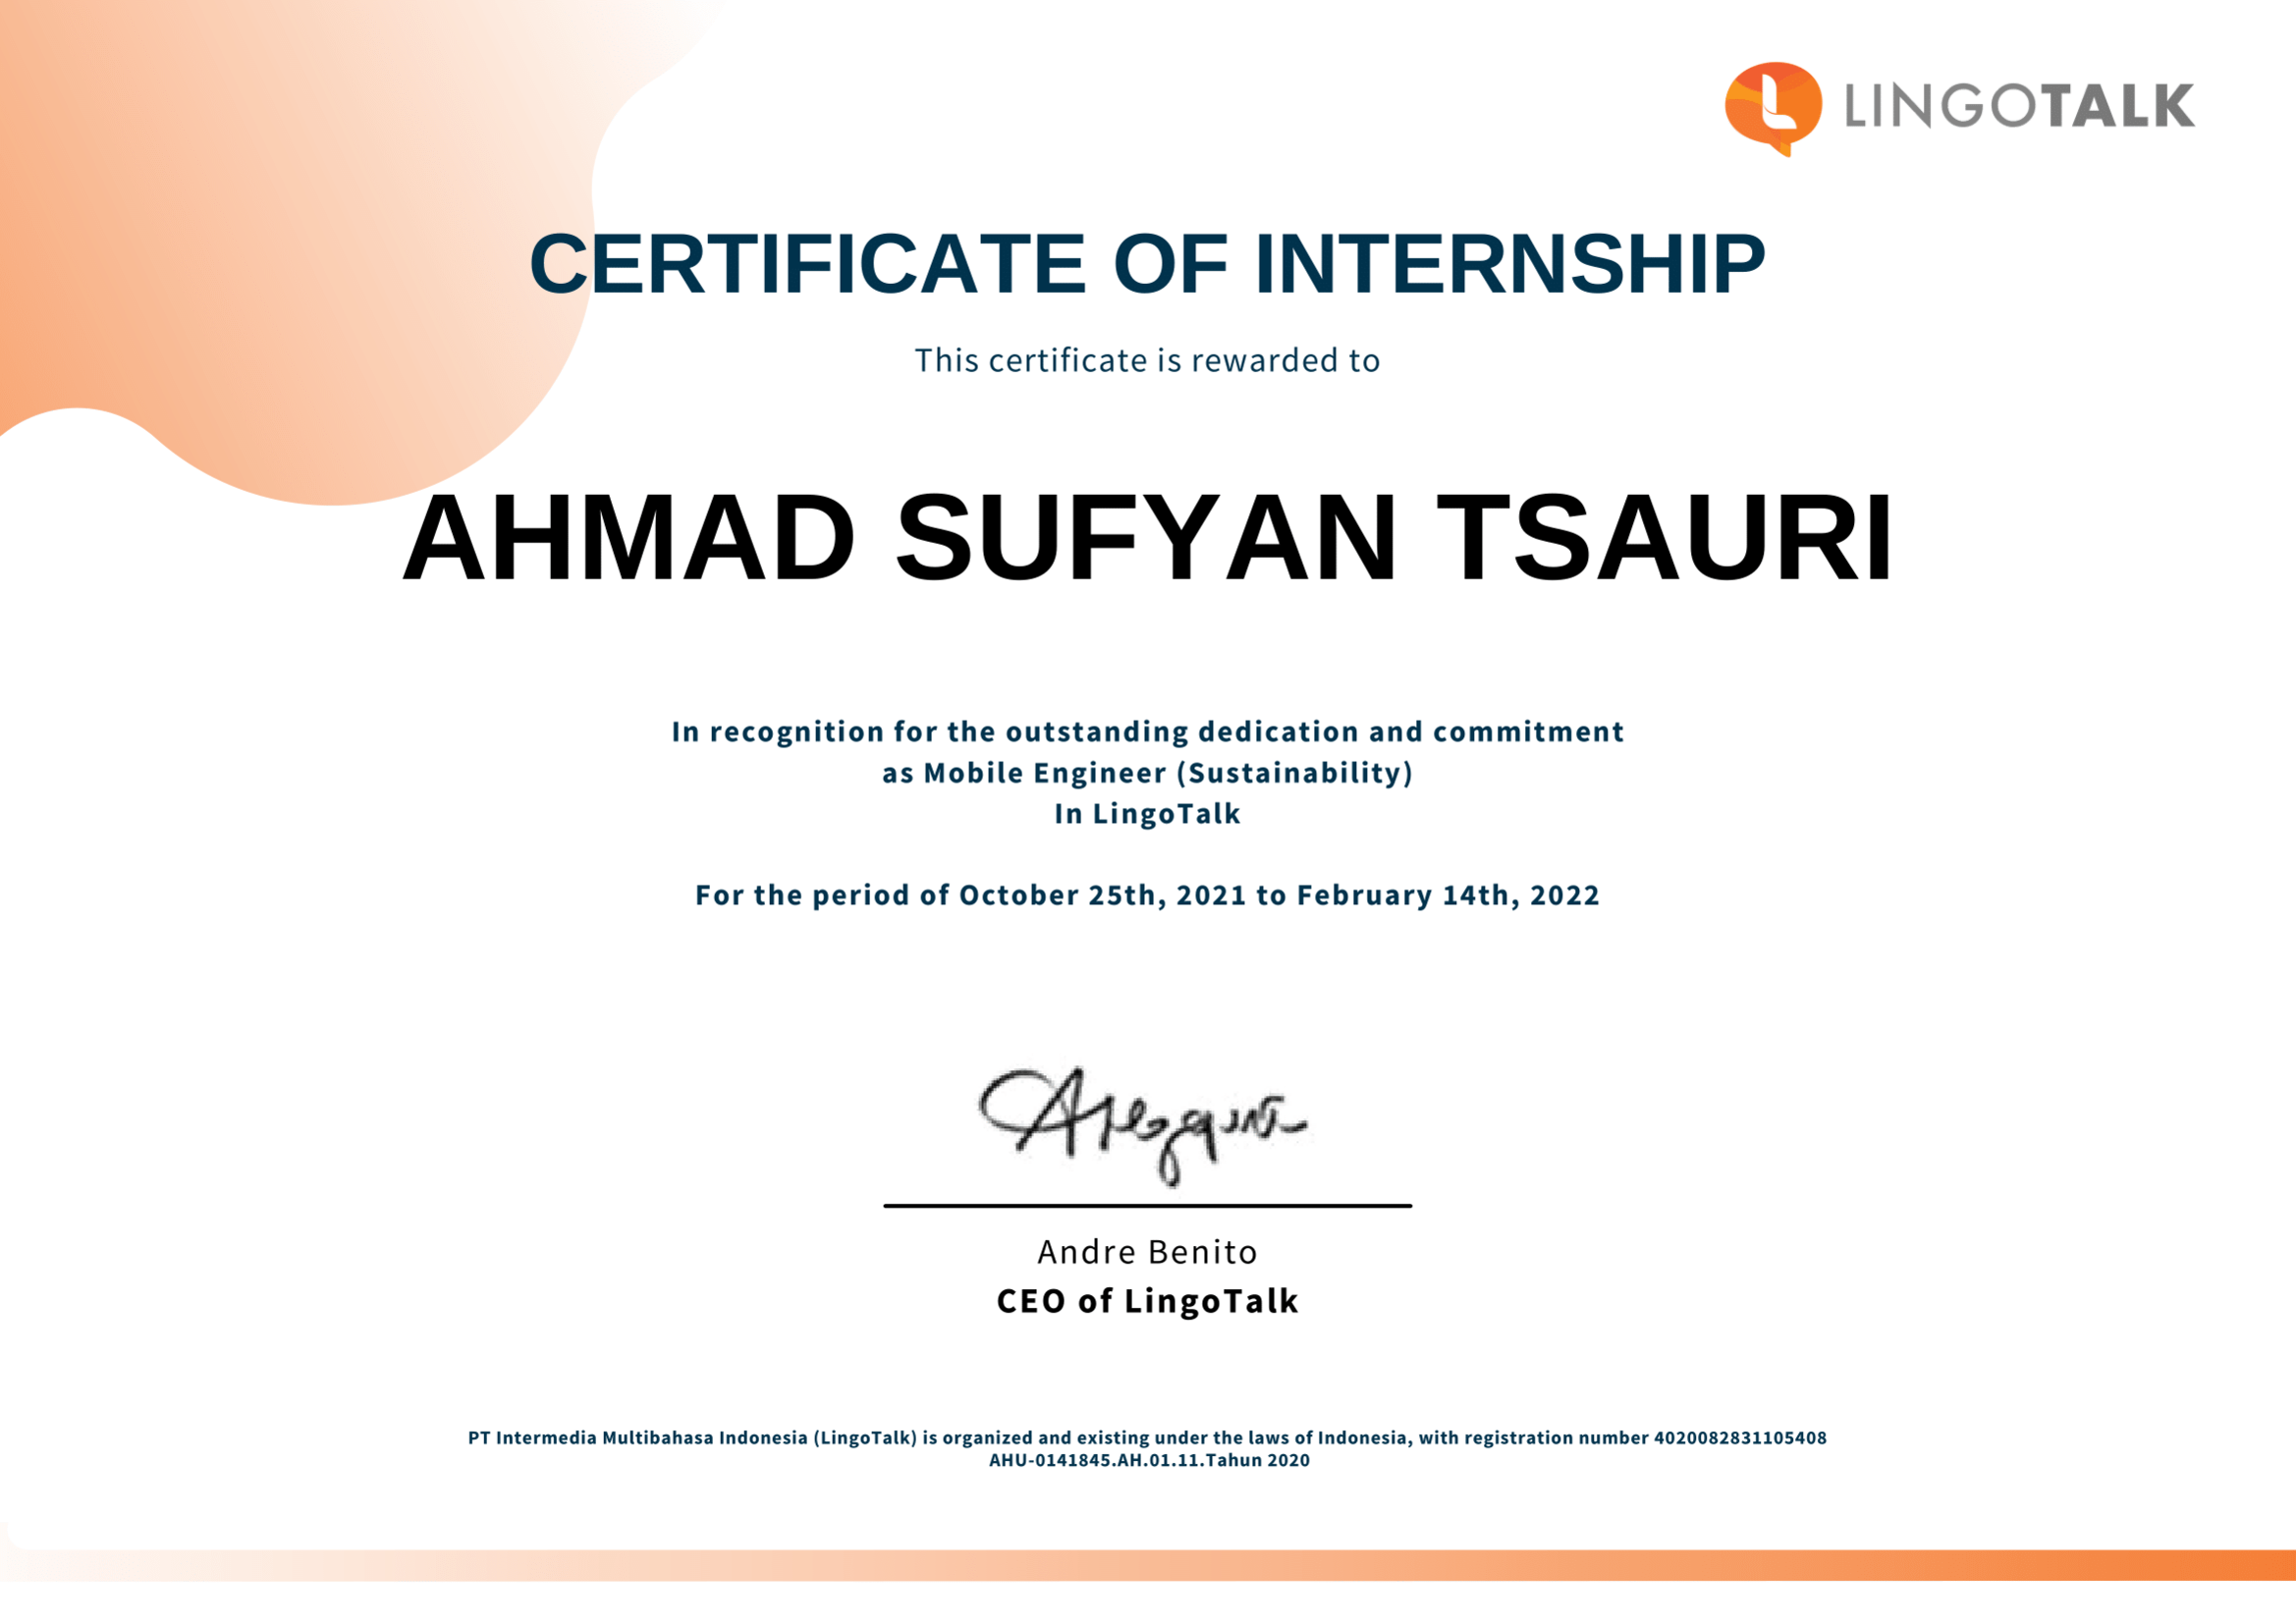 LINGOTALK
CERTIFICATE OF INTERNSHIP
This certificate is rewarded to
AHMAD SUFYAN TSAURI
In recognition for the outstanding dedication and commitment
as Mobile Engineer (Sustainability)
In LingoTalk
For the period of October 25th, 2021 to February 14th, 2022
Andre Benito
CEO of LingoTalk
PT Intermedia Multibahasa Indonesia (LingoTalk) is organized and existing under the laws of Indonesia, with registration number 4020082831105408
AHU-0141845.AH.01.11.Tahun 2020